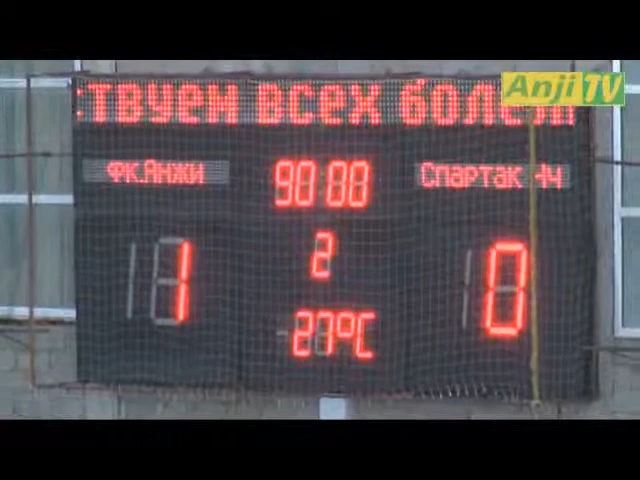 Anji TV
ствуем всех болел
ФК.Анжи 90 00 Спартак Нч
1 2 0
27°C